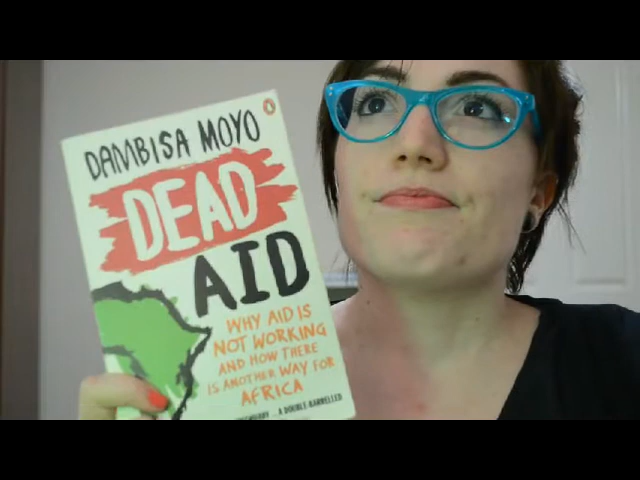 DAMBISA MOYO
DEAD
AID
WHY AID IS
NOT WORKING
AND HOW THERE
IS ANOTHER WAY FOR
AFRICA
... A DOUBLE-BARRELLED